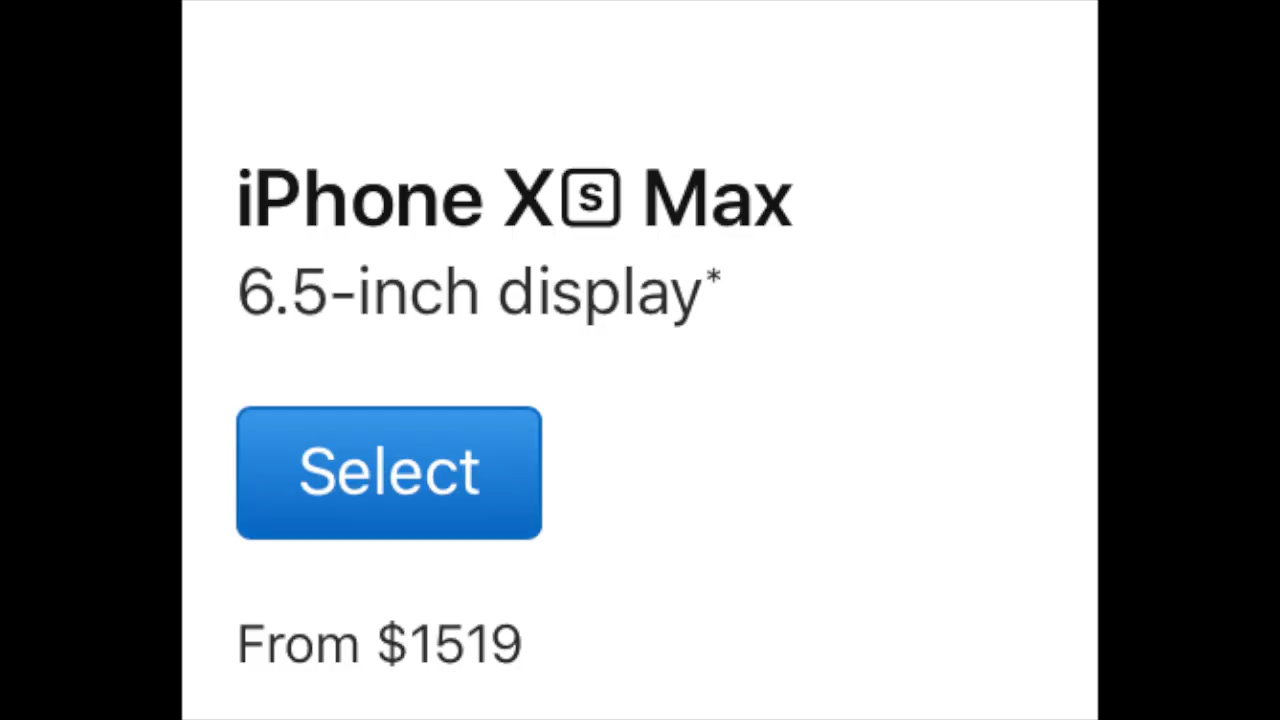 iPhone X🅂 Max
6.5-inch display*
Select
From $1519